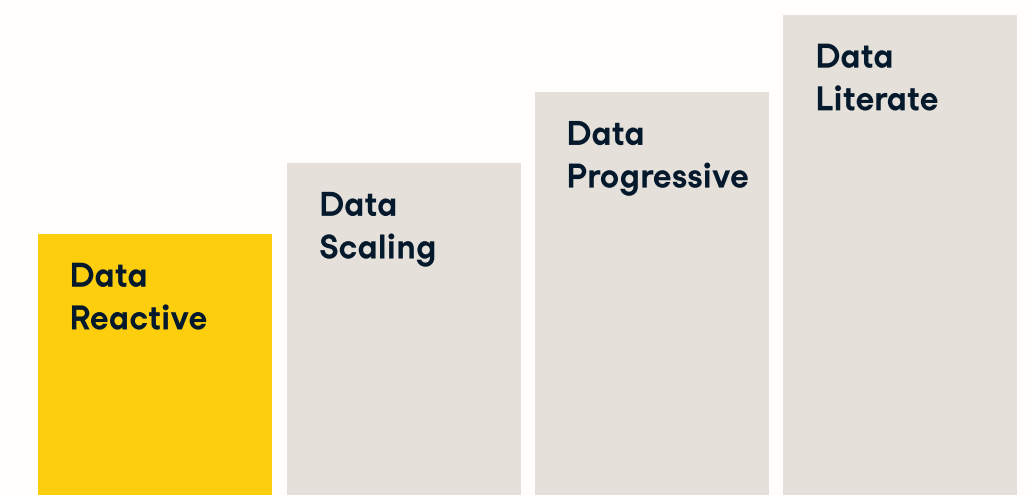 Data
Reactive
Data
Scaling
Data
Progressive
Data
Literate